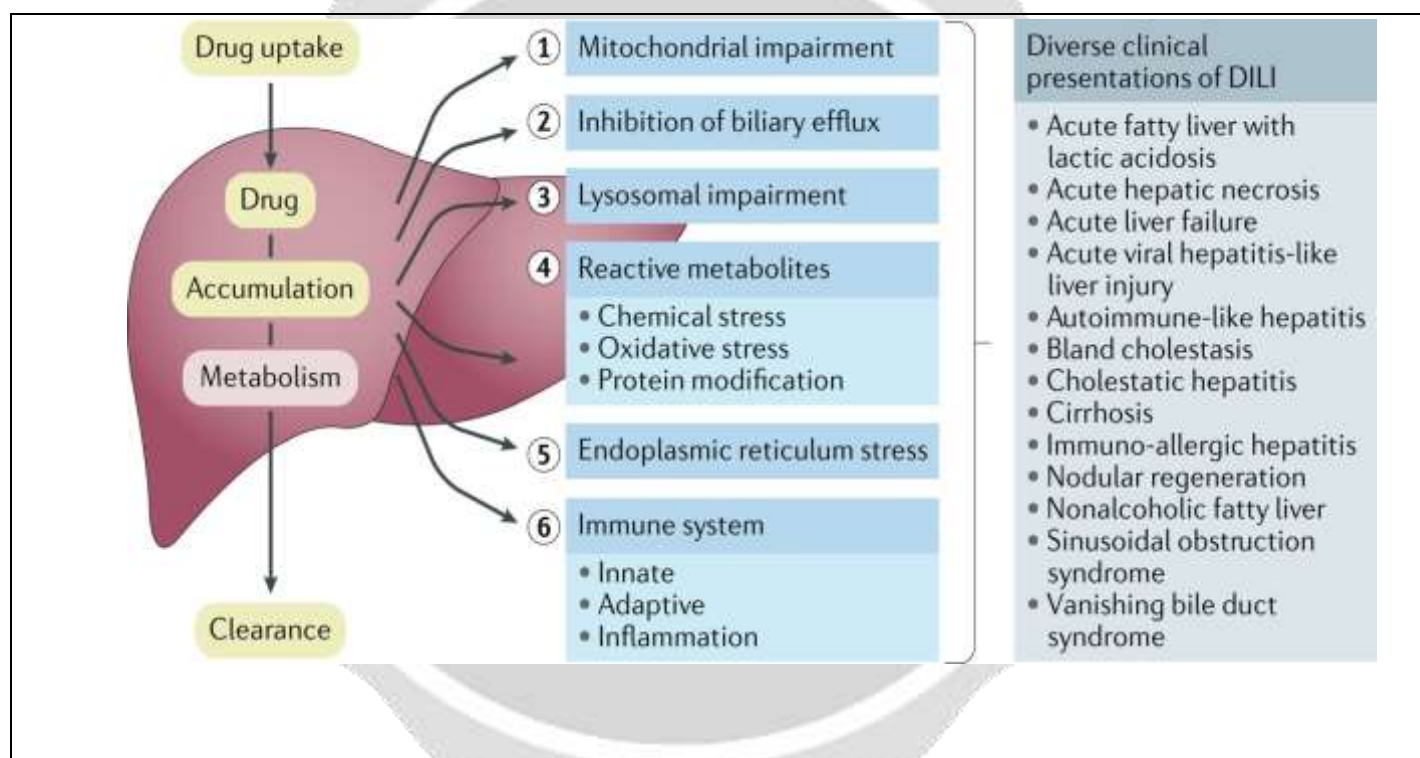 Drug uptake
Drug
Accumulation
Metabolism
Clearance
1 Mitochondrial impairment
2 Inhibition of biliary efflux
3 Lysosomal impairment
4 Reactive metabolites
• Chemical stress
• Oxidative stress
• Protein modification
5 Endoplasmic reticulum stress
6 Immune system
• Innate
• Adaptive
• Inflammation
Diverse clinical
presentations of DILI
• Acute fatty liver with
lactic acidosis
• Acute hepatic necrosis
• Acute liver failure
• Acute viral hepatitis-like
liver injury
• Autoimmune-like hepatitis
• Bland cholestasis
• Cholestatic hepatitis
• Cirrhosis
• Immuno-allergic hepatitis
• Nodular regeneration
• Nonalcoholic fatty liver
• Sinusoidal obstruction
syndrome
• Vanishing bile duct
syndrome